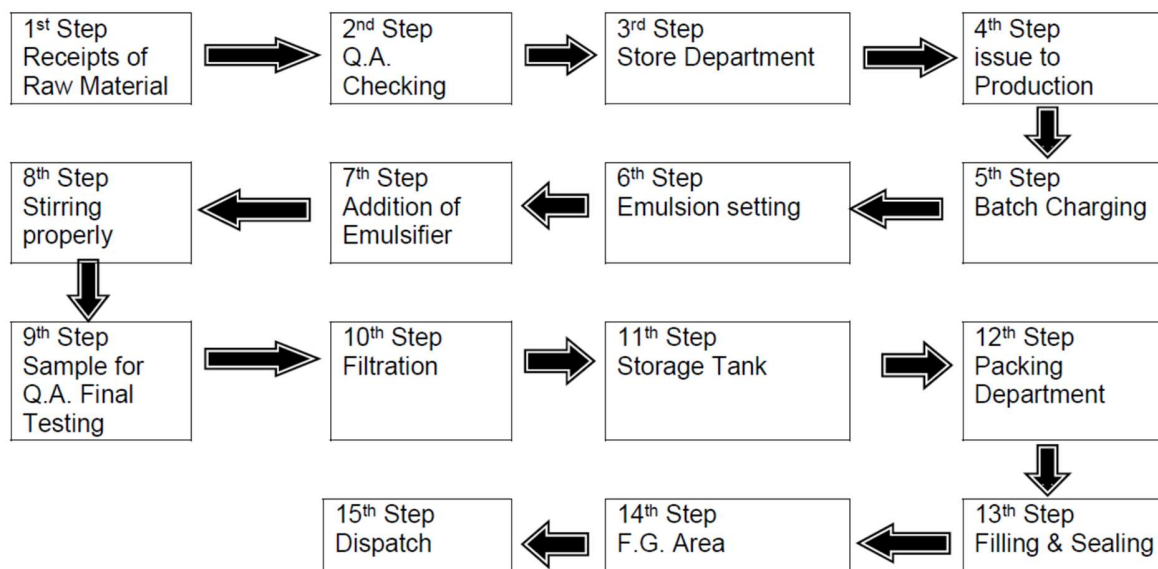 1st Step
Receipts of
Raw Material
2nd Step
Q.A.
Checking
3rd Step
Store Department
4th Step
issue to
Production
5th Step
Batch Charging
6th Step
Emulsion setting
7th Step
Addition of
Emulsifier
8th Step
Stirring
properly
9th Step
Sample for
Q.A. Final
Testing
10th Step
Filtration
11th Step
Storage Tank
12th Step
Packing
Department
13th Step
Filling & Sealing
14th Step
F.G. Area
15th Step
Dispatch